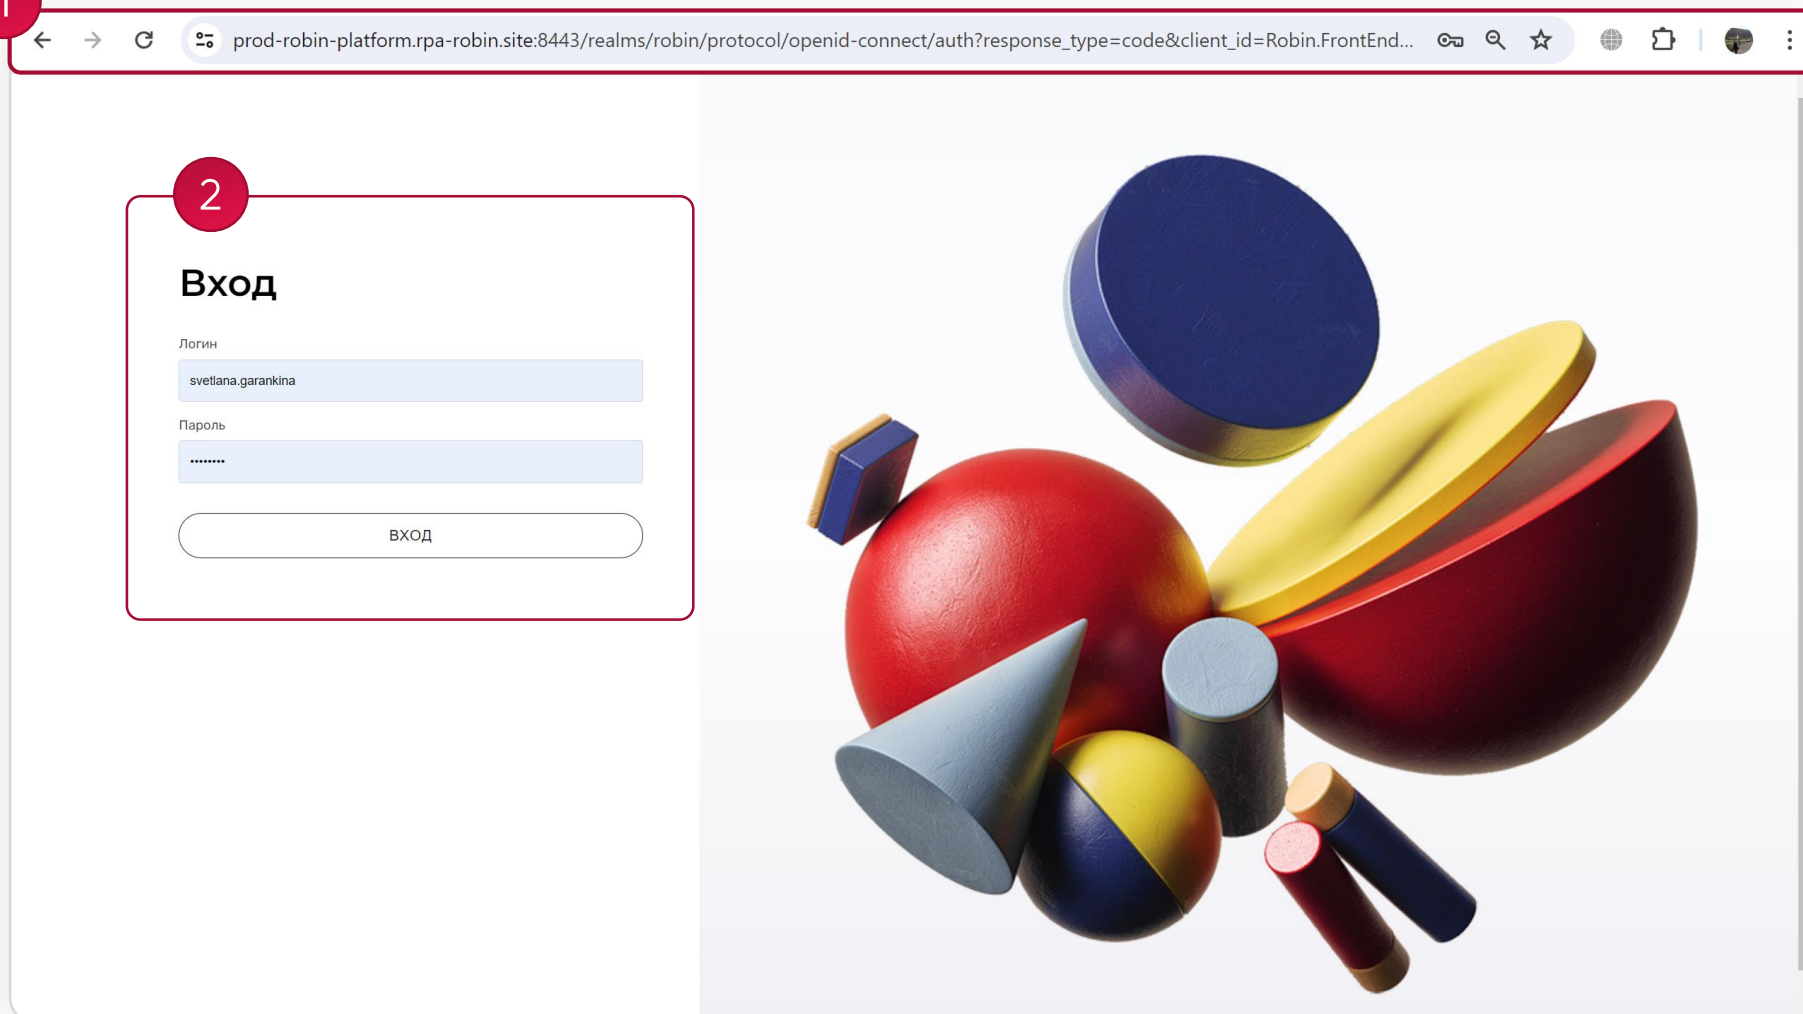 1
prod-robin-platform.rpa-robin.site:8443/realms/robin/protocol/openid-connect/auth?response_type=code&client_id=Robin.FrontEnd...
2
Вход
Логин
svetlana.garankina
Пароль
••••••••
ВХОД